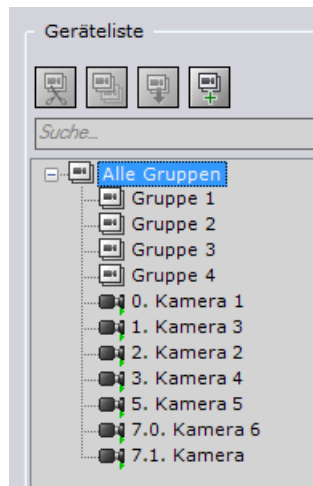 Geräteliste
Suche...
Alle Gruppen
Gruppe 1
Gruppe 2
Gruppe 3
Gruppe 4
0. Kamera 1
1. Kamera 3
2. Kamera 2
3. Kamera 4
5. Kamera 5
7.0. Kamera 6
7.1. Kamera